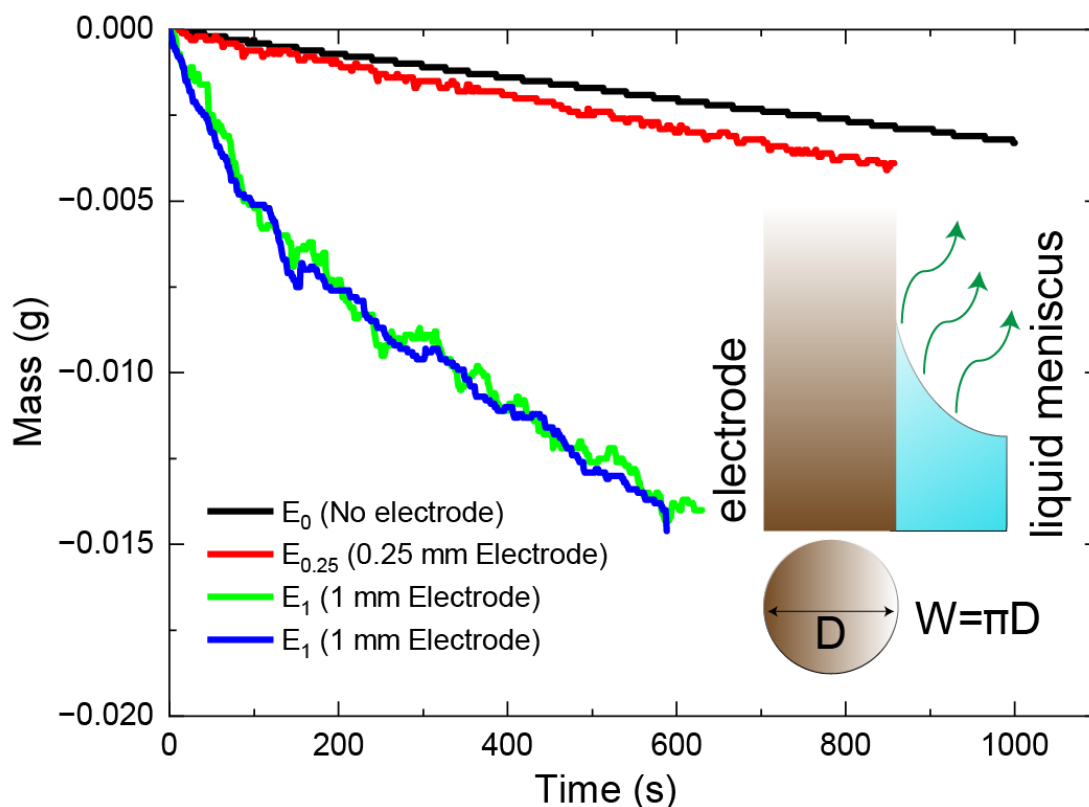 0.000
−0.005
−0.010
−0.015
−0.020
Mass (g)
0
200
400
600
800
1000
Time (s)
E0 (No electrode)
E0.25 (0.25 mm Electrode)
E1 (1 mm Electrode)
E1 (1 mm Electrode)
electrode
liquid meniscus
D
W=πD